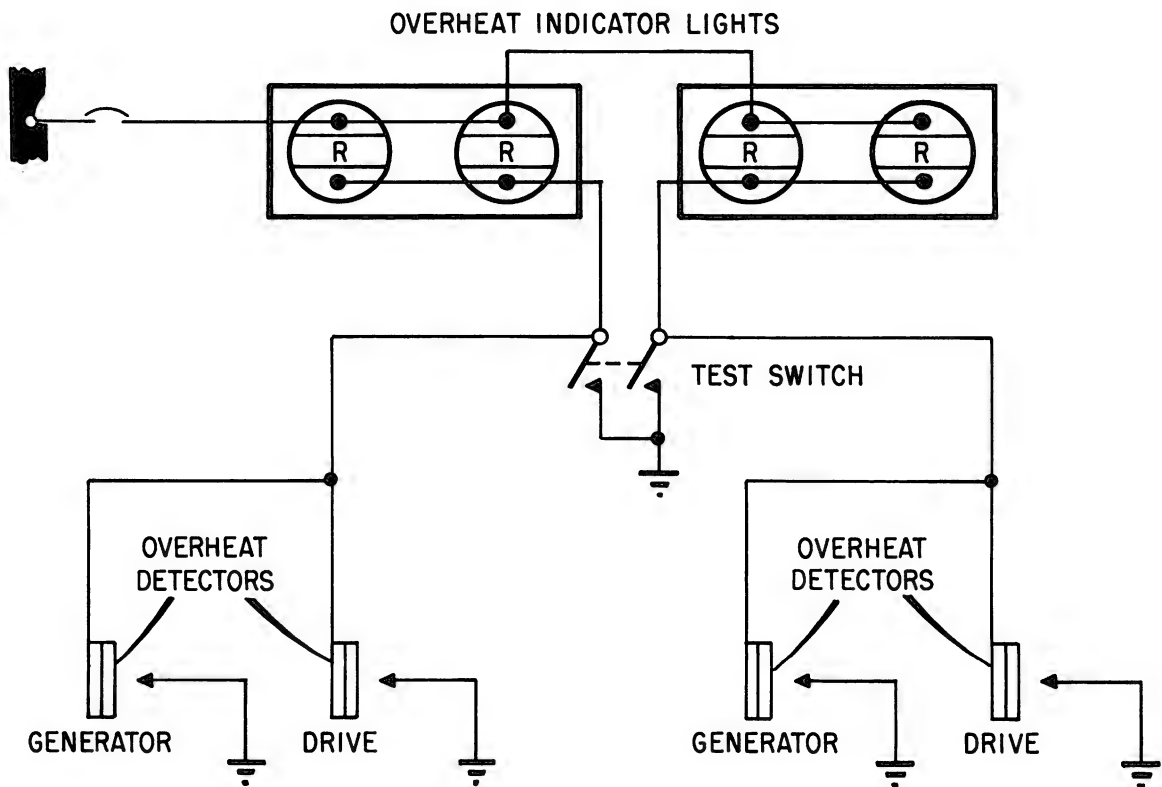 OVERHEAT INDICATOR LIGHTS
R
R
R
R
TEST SWITCH
OVERHEAT
DETECTORS
OVERHEAT
DETECTORS
GENERATOR
DRIVE
GENERATOR
DRIVE